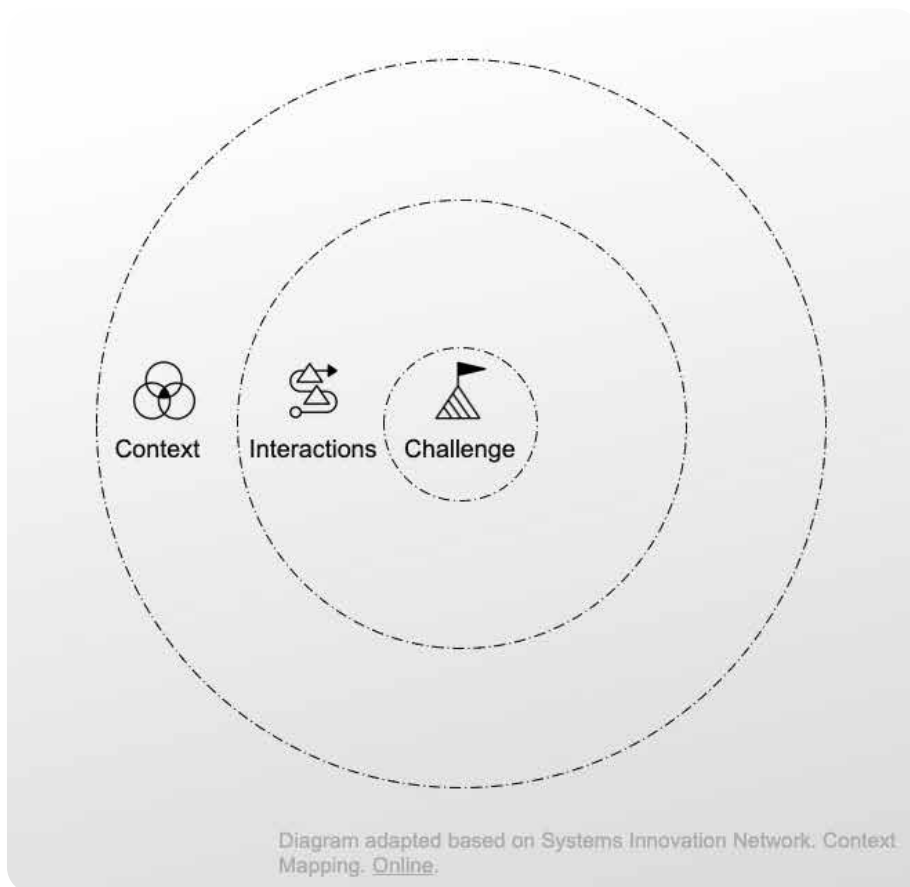 Context
Interactions
Challenge
Diagram adapted based on Systems Innovation Network. Context
Mapping. Online.